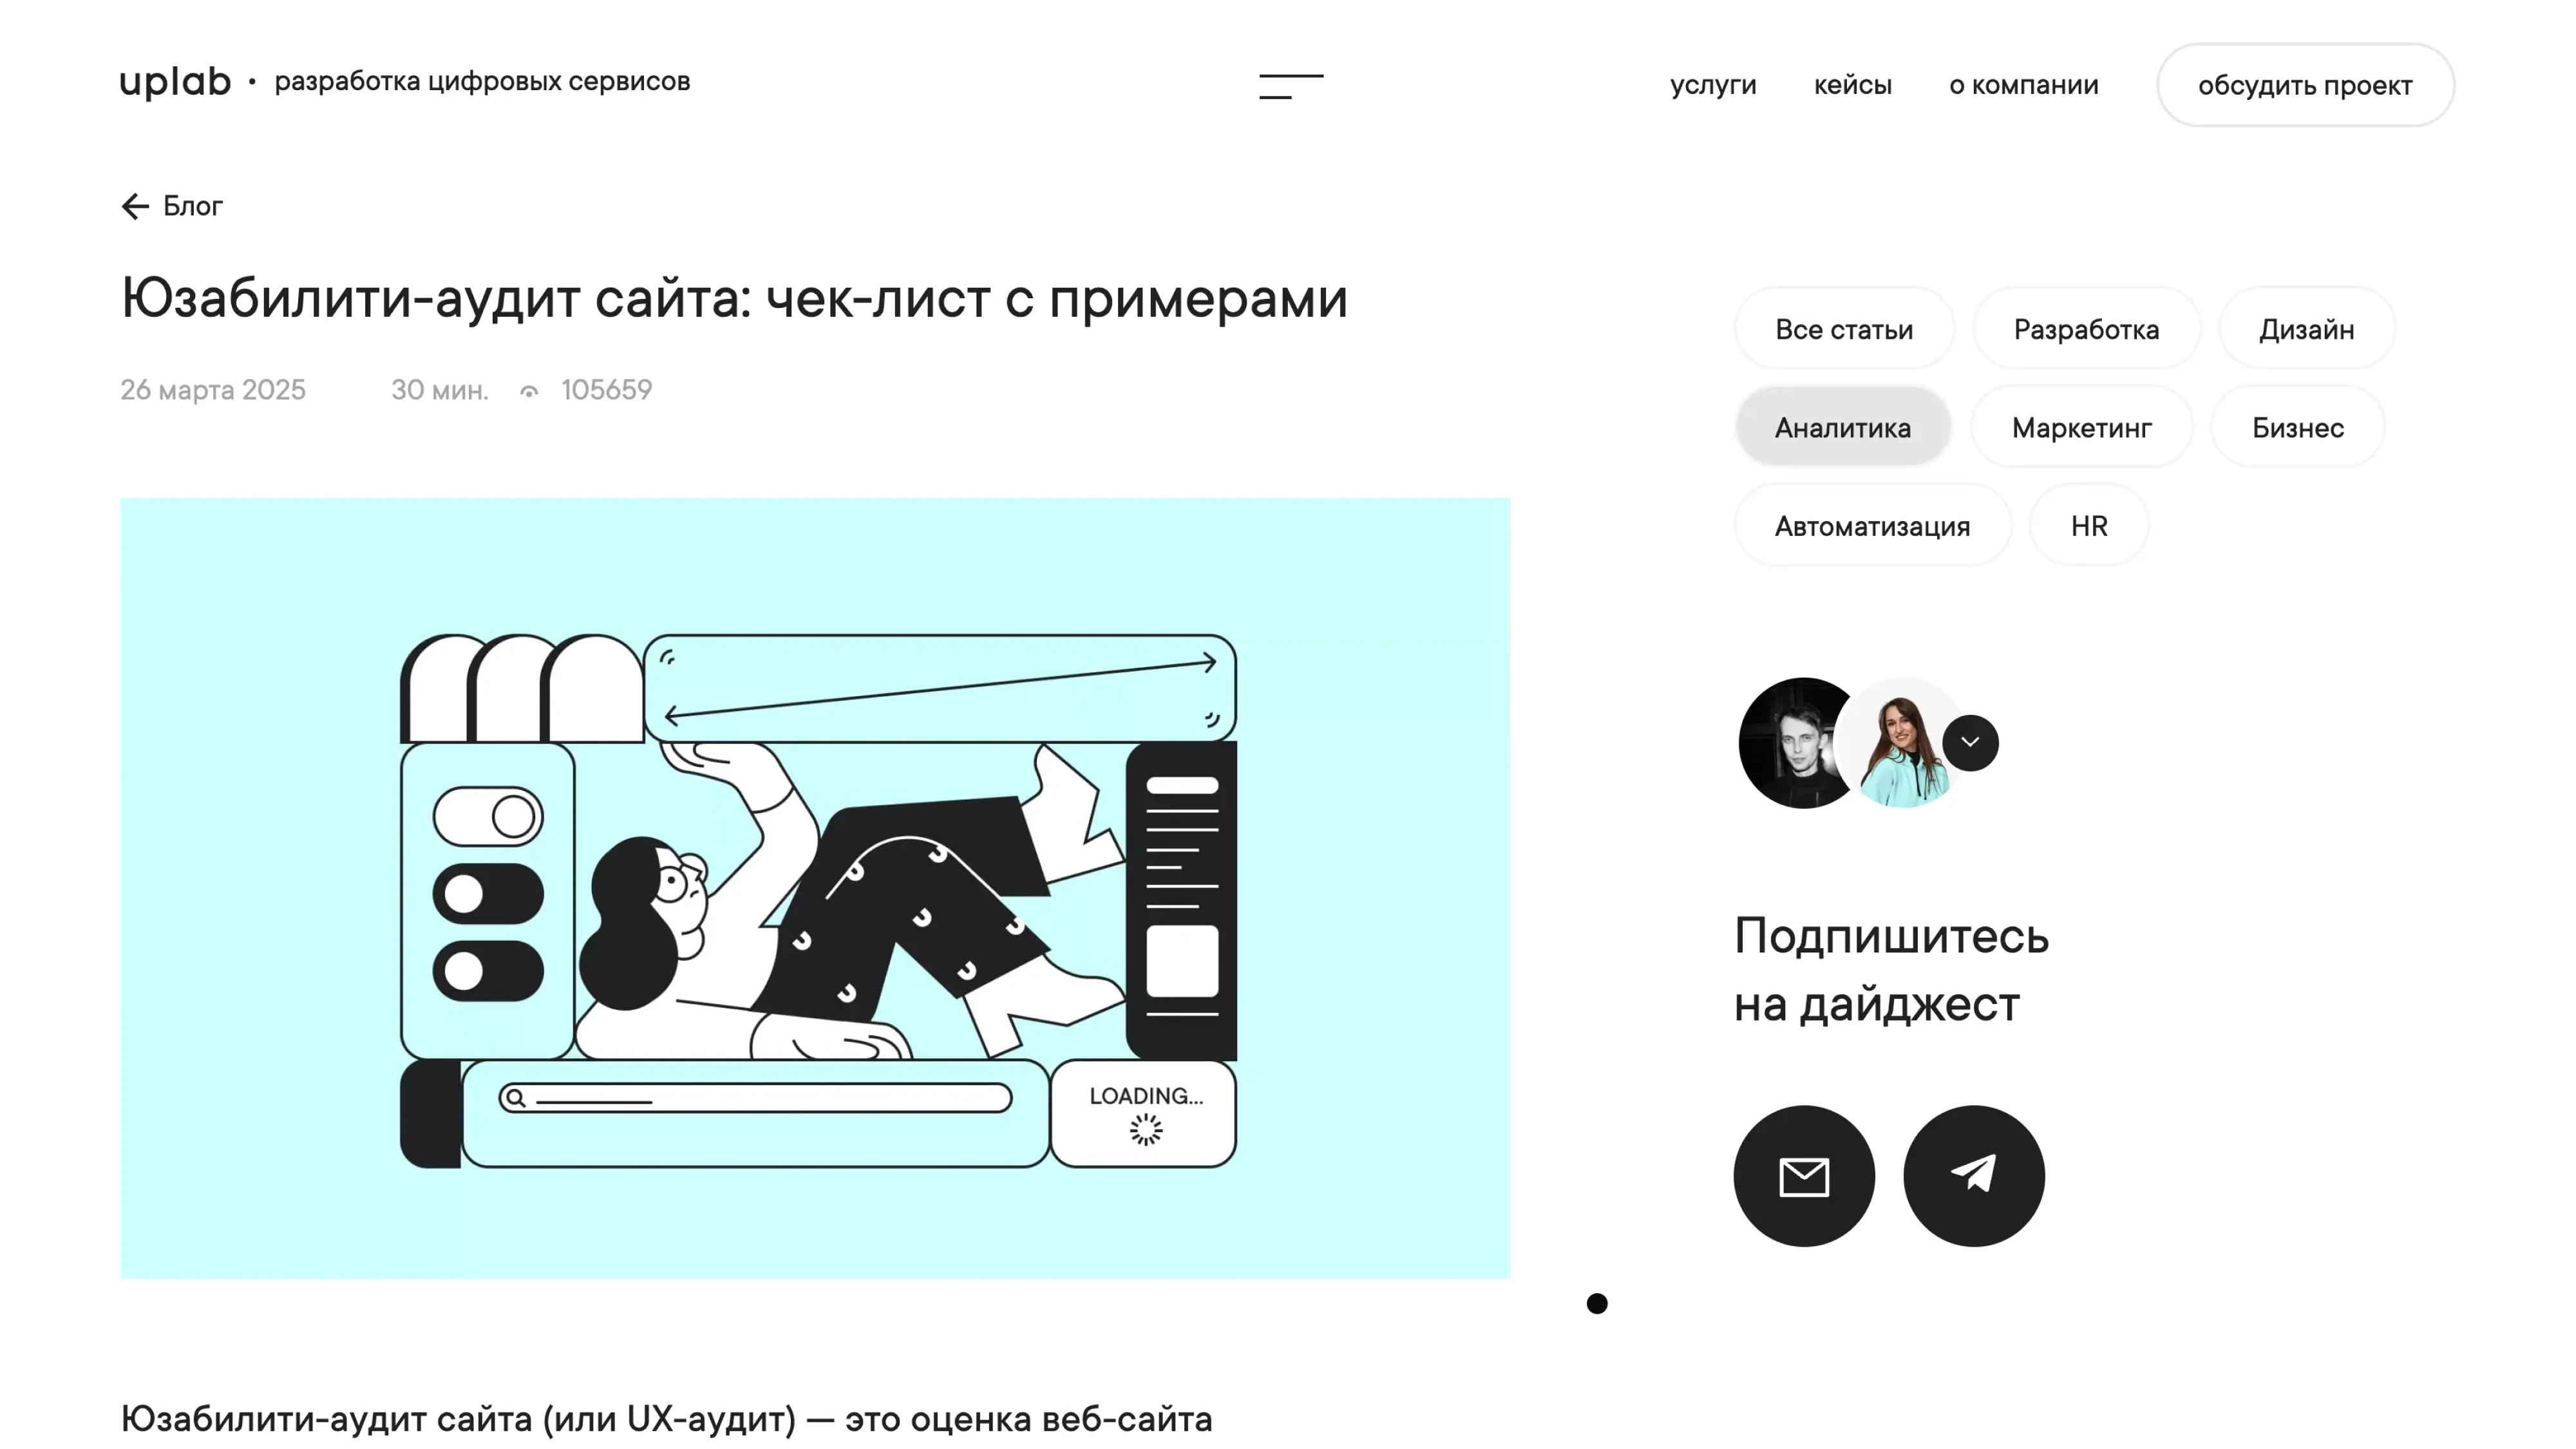 uplab • разработка цифровых сервисов
услуги
кейсы
о компании
обсудить проект
← Блог
Юзабилити-аудит сайта: чек-лист с примерами
26 марта 2025
30 мин.
105659
Все статьи
Разработка
Дизайн
Аналитика
Маркетинг
Бизнес
Автоматизация
HR
LOADING...
Подпишитесь
на дайджест
Юзабилити-аудит сайта (или UX-аудит) — это оценка веб-сайта